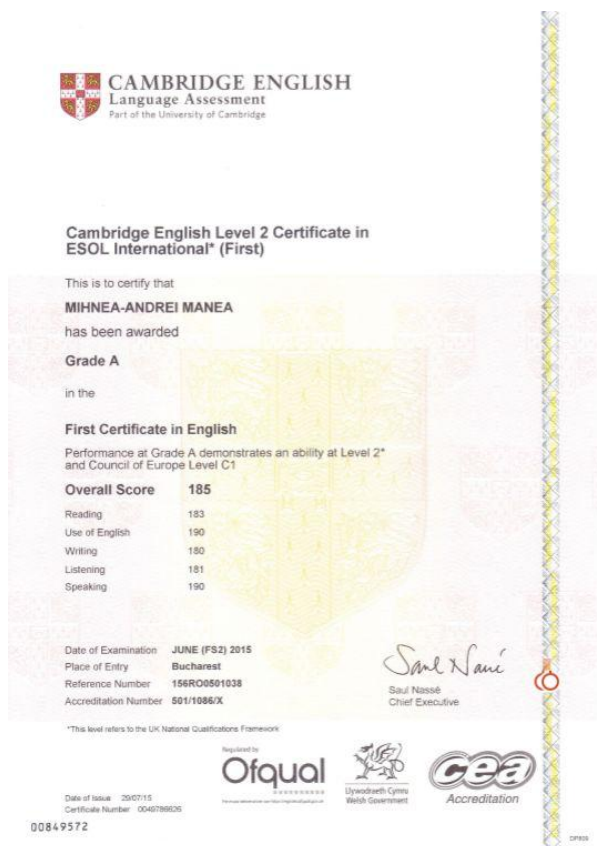 CAMBRIDGE ENGLISH
Language Assessment
Part of the University of Cambridge
Cambridge English Level 2 Certificate in
ESOL International* (First)
This is to certify that
MIHNEA-ANDREI MANEA
has been awarded
Grade A
in the
First Certificate in English
Performance at Grade A demonstrates an ability at Level 2*
and Council of Europe Level C1
Overall Score 185
Reading 183
Use of English 190
Writing 180
Listening 181
Speaking 190
Date of Examination JUNE (FS2) 2015
Place of Entry Bucharest
Reference Number 156RO0501038
Accreditation Number 501/1086/X
Saul Nassé
Saul Nassé
Chief Executive
*This level refers to the UK National Qualifications Framework
Regulated by
Ofqual
Llywodraeth Cymru
Welsh Government
cea
Accreditation
Date of Issue 29/07/15
Certificate Number
00849572